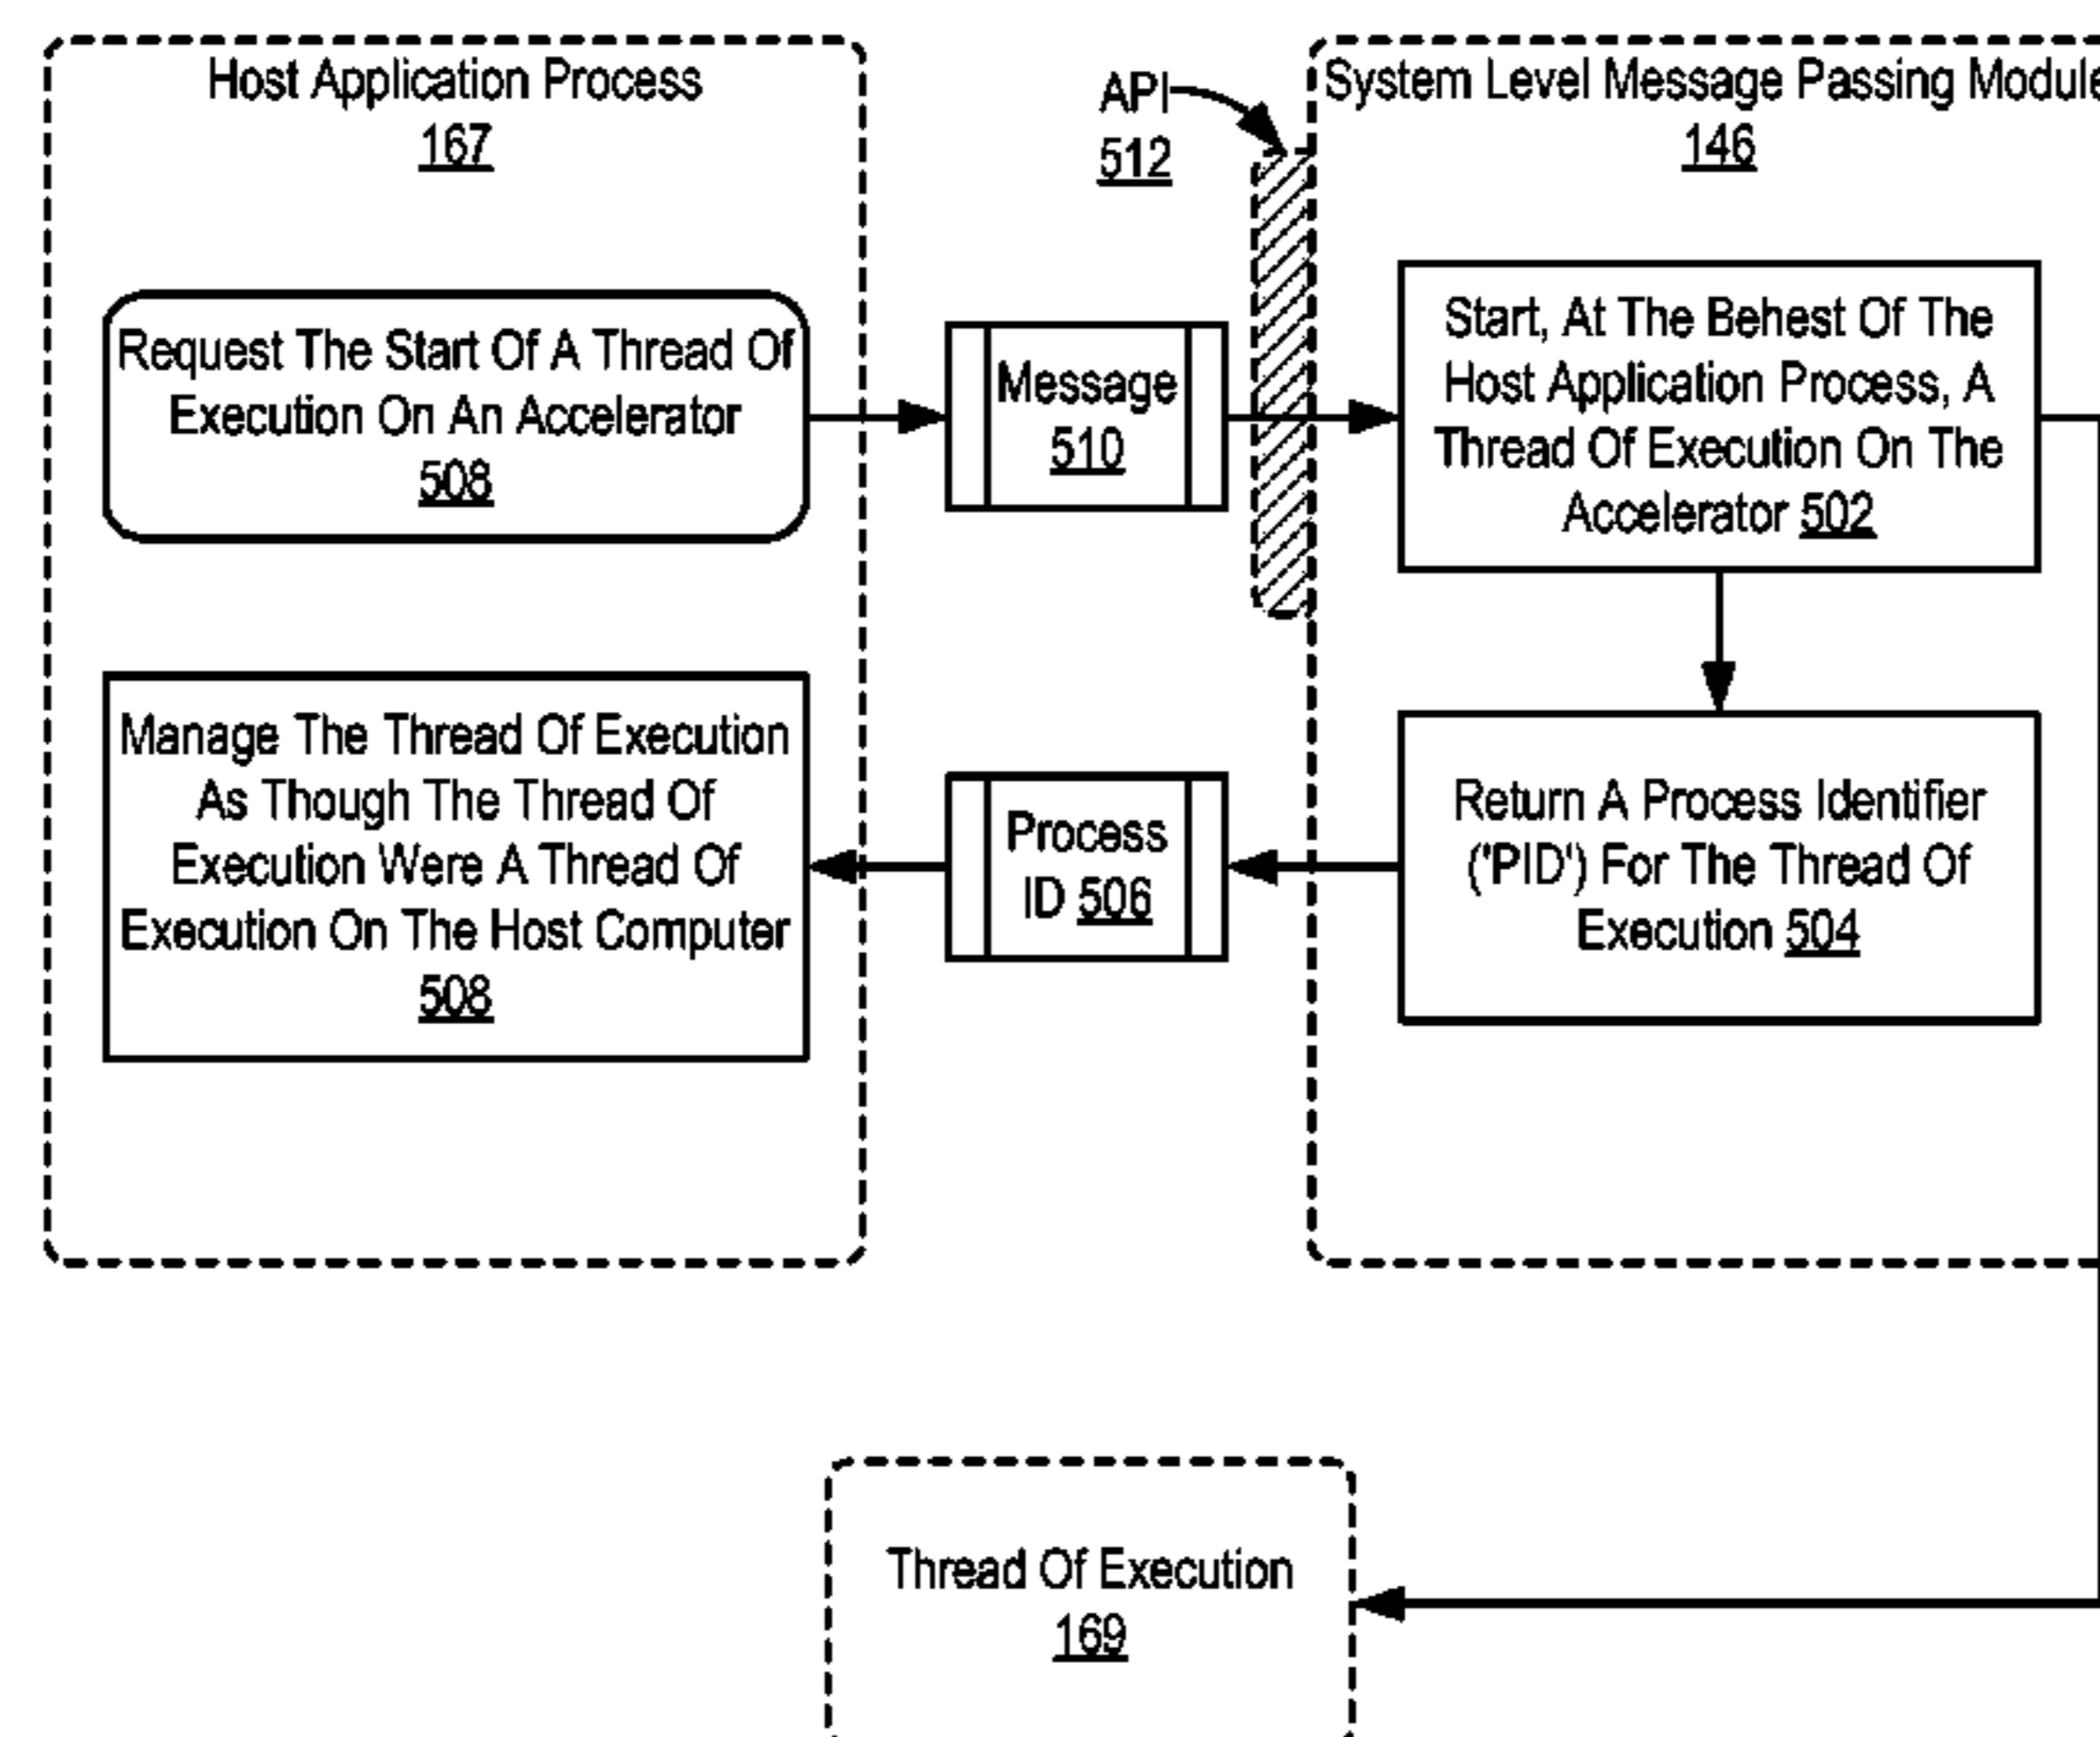 Host Application Process
167
Request The Start Of A Thread Of
Execution On An Accelerator
508
Manage The Thread Of Execution
As Though The Thread Of
Execution Were A Thread Of
Execution On The Host Computer
508
API
512
Message
510
Process
ID 506
System Level Message Passing Module
146
Start, At The Behest Of The
Host Application Process, A
Thread Of Execution On The
Accelerator 502
Return A Process Identifier
('PID') For The Thread Of
Execution 504
Thread Of Execution
169